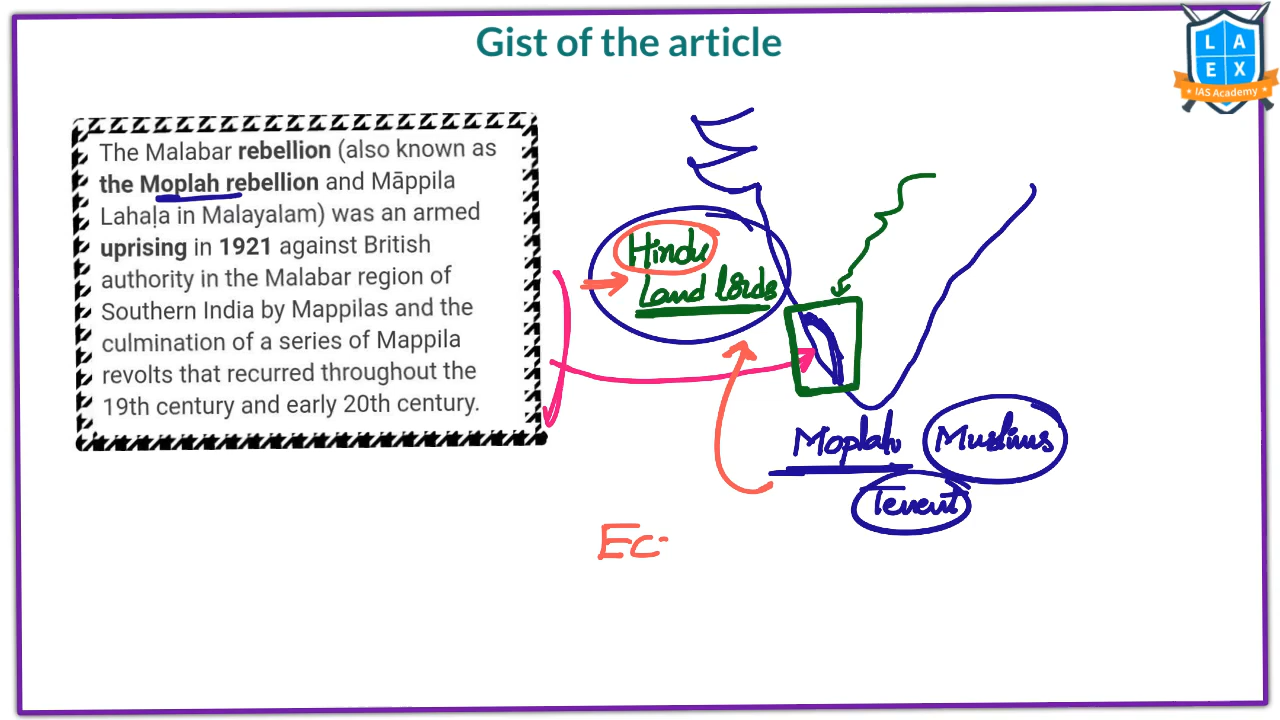 Gist of the article
L A
E X
IAS Academy
The Malabar rebellion (also known as
the Moplah rebellion and Māppila
Lahaḷa in Malayalam) was an armed
uprising in 1921 against British
authority in the Malabar region of
Southern India by Mappilas and the
culmination of a series of Mappila
revolts that recurred throughout the
19th century and early 20th century.
Hindu
Land lords
Moplah Muslims
Tenent
Ec